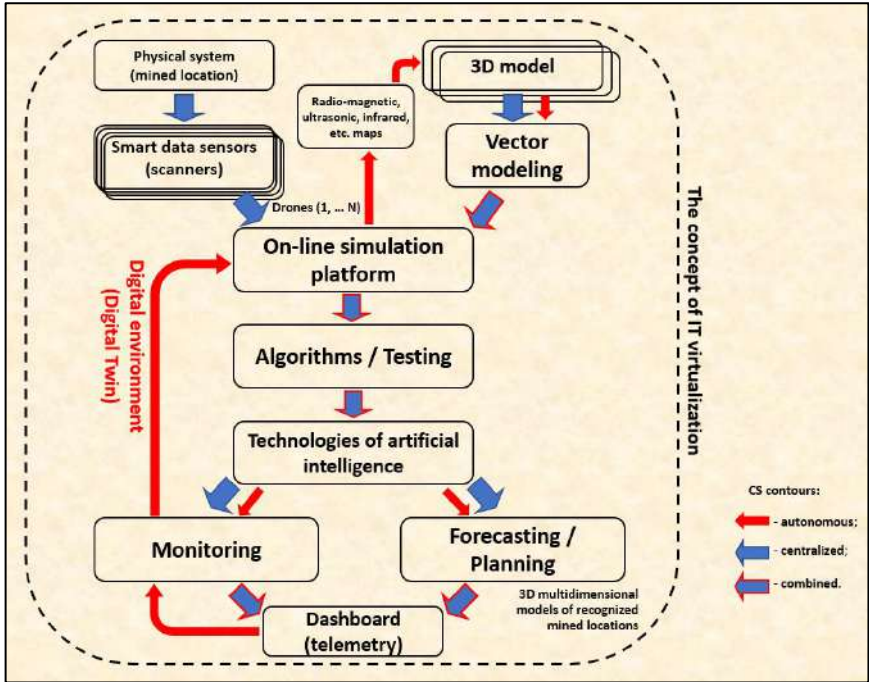 Physical system
(mined location)
Smart data sensors
(scanners)
Radio-magnetic,
ultrasonic, infrared,
etc. maps
3D model
Vector
modeling
Drones (1, ... N)
On-line simulation
platform
Algorithms / Testing
Technologies of artificial
intelligence
Monitoring
Forecasting /
Planning
Dashboard
(telemetry)
3D multidimensional
models of recognized
mined locations
Digital environment
(Digital Twin)
The concept of IT virtualization
CS contours:
- autonomous;
- centralized;
- combined.